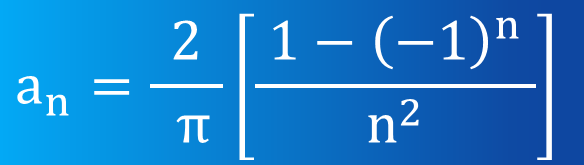 aₙ = 2/π [(1 − (−1)ⁿ)/n²]